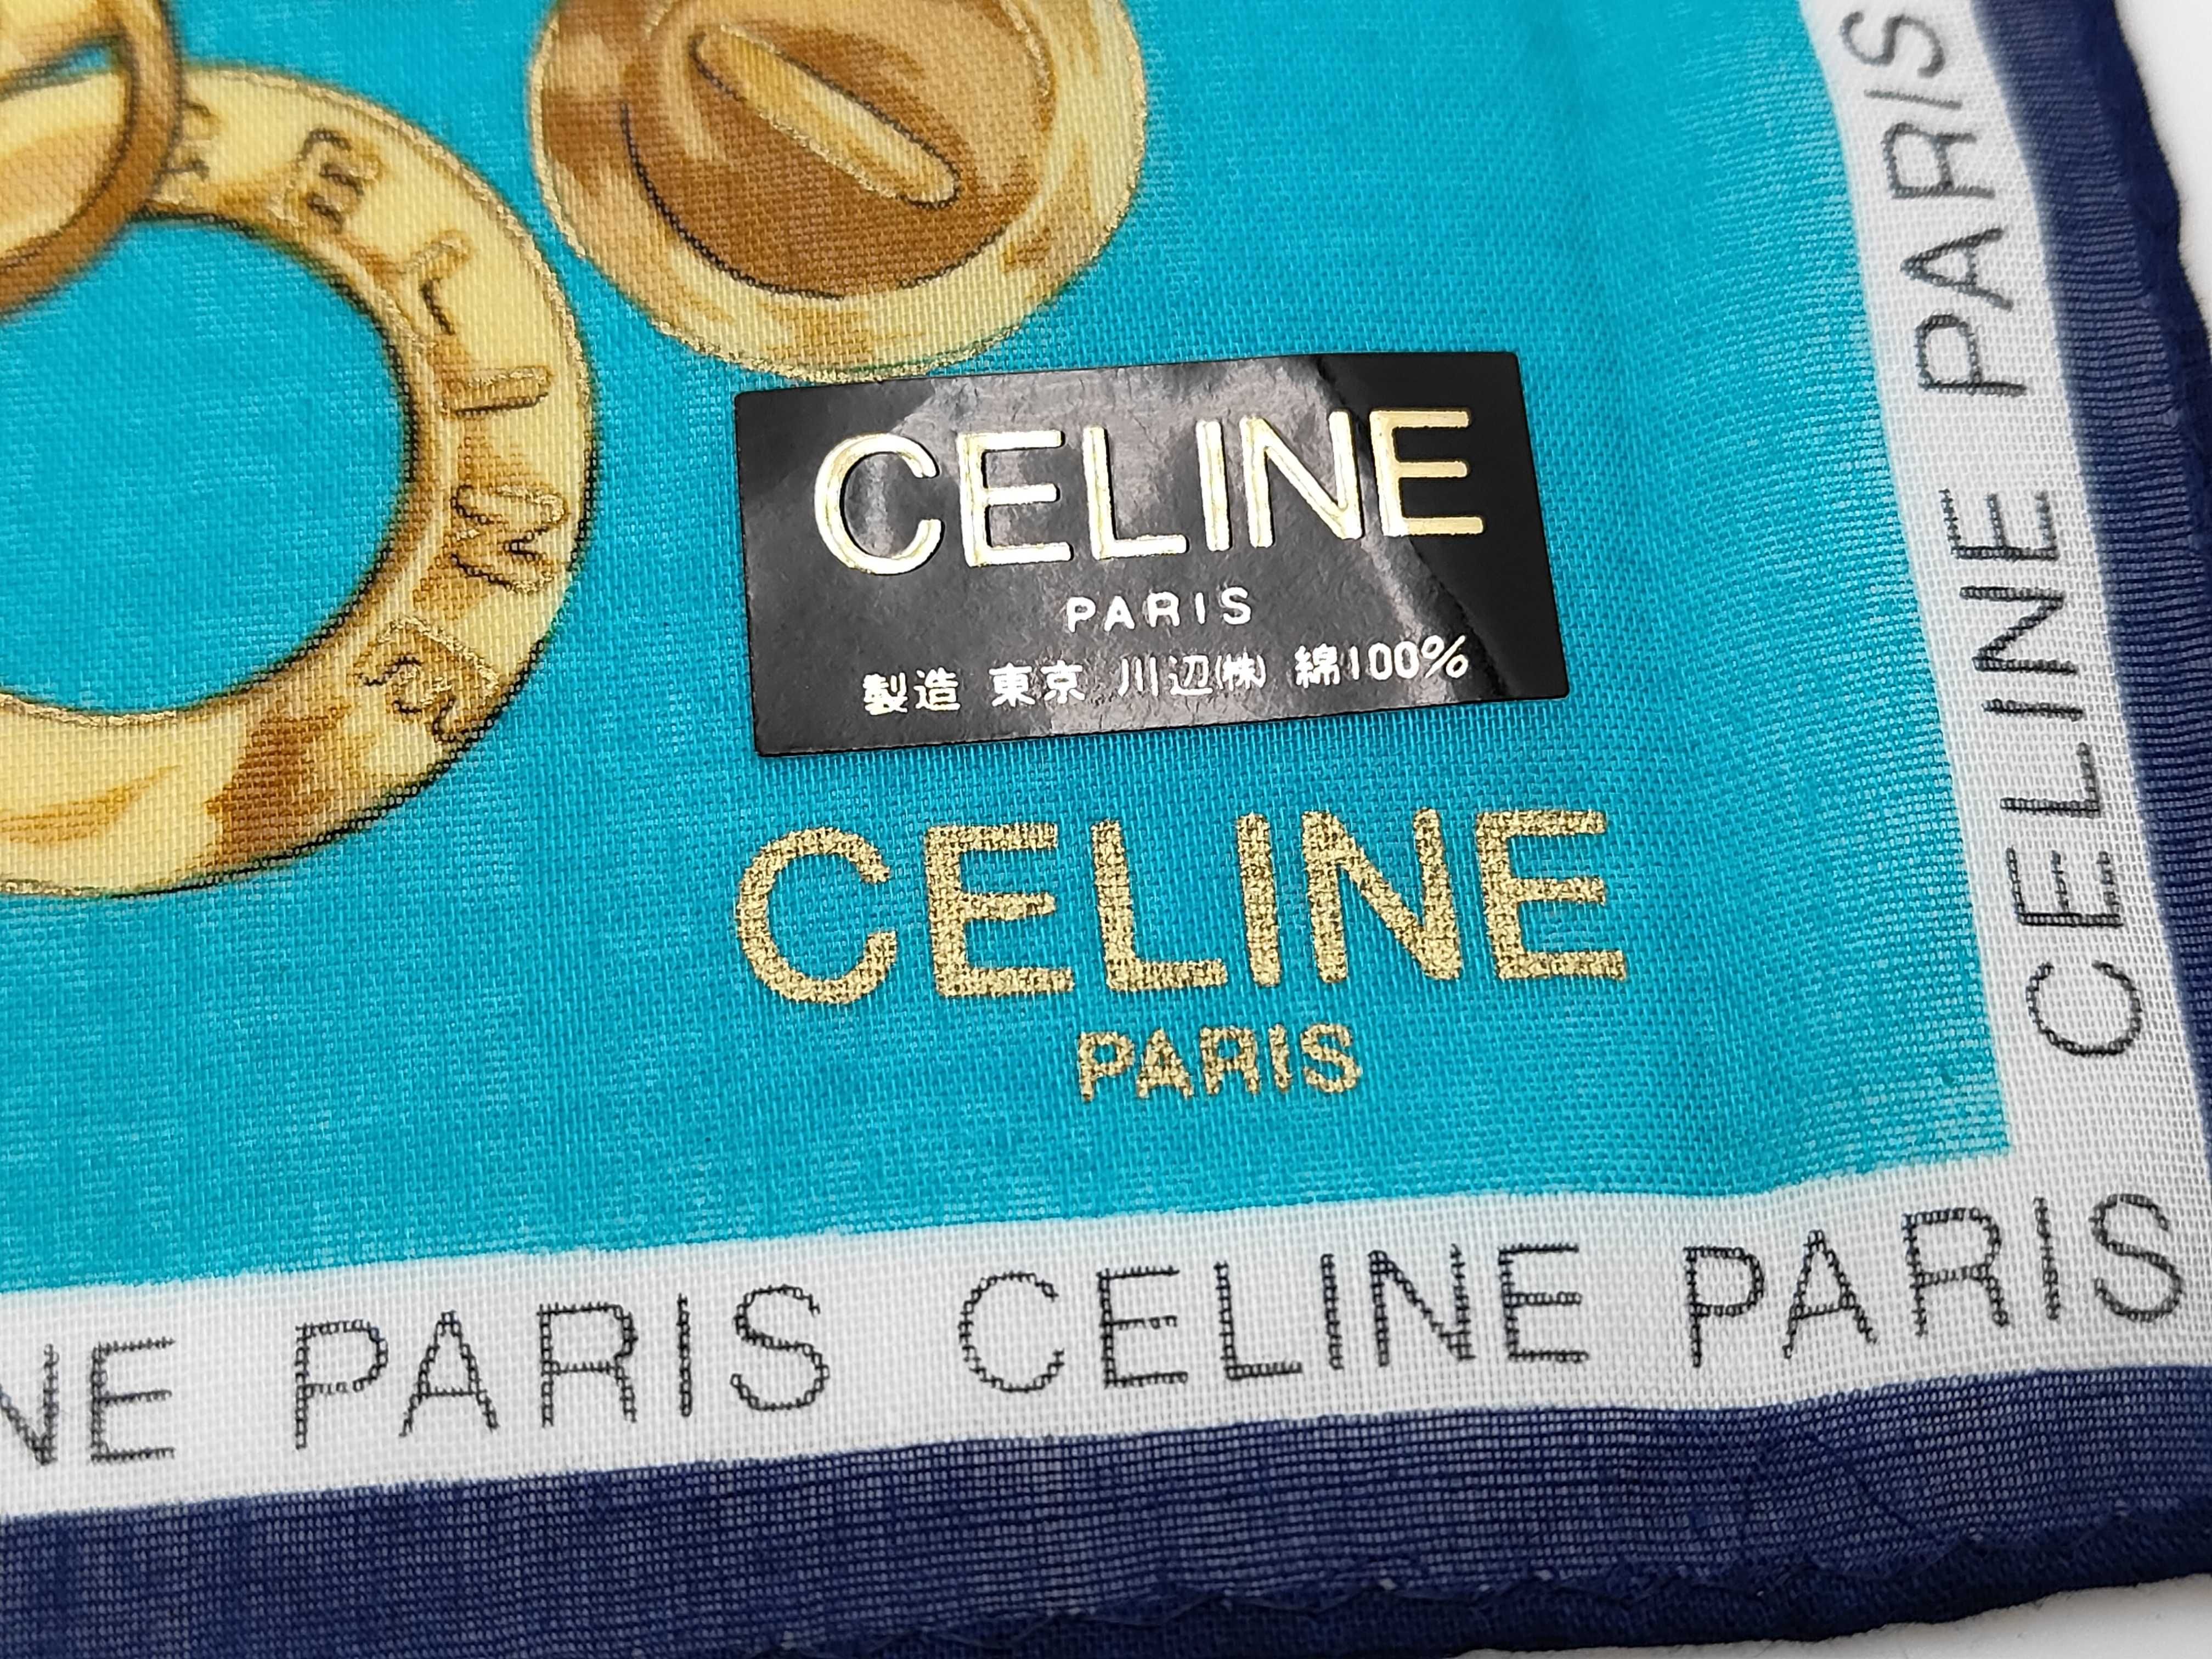 CELINE
PARIS
製造 東京 川辺㈱ 綿100%
CELINE
PARIS
CELINE PARIS
NE PARIS CELINE PARIS